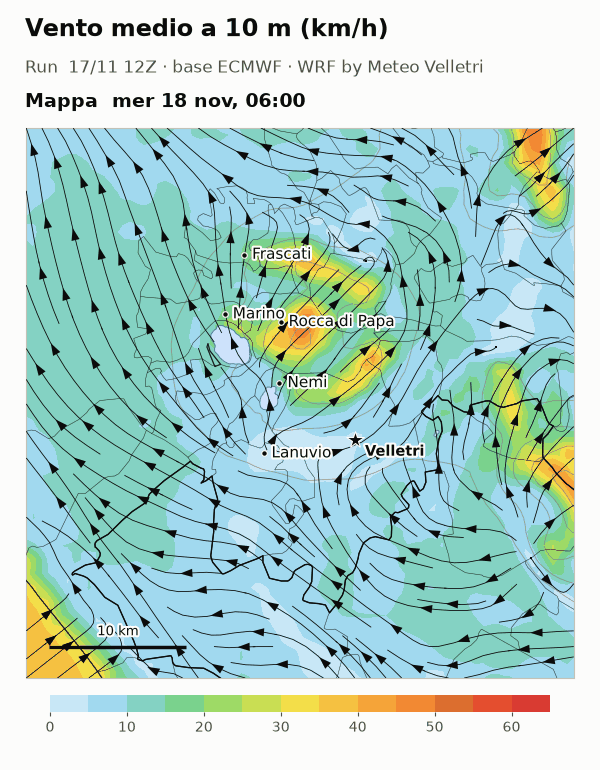 Vento medio a 10 m (km/h)
Run  17/11 12Z · base ECMWF · WRF by Meteo Velletri
Mappa  mer 18 nov, 06:00
Frascati
Marino
Rocca di Papa
Nemi
Lanuvio
Velletri
10 km
0 10 20 30 40 50 60